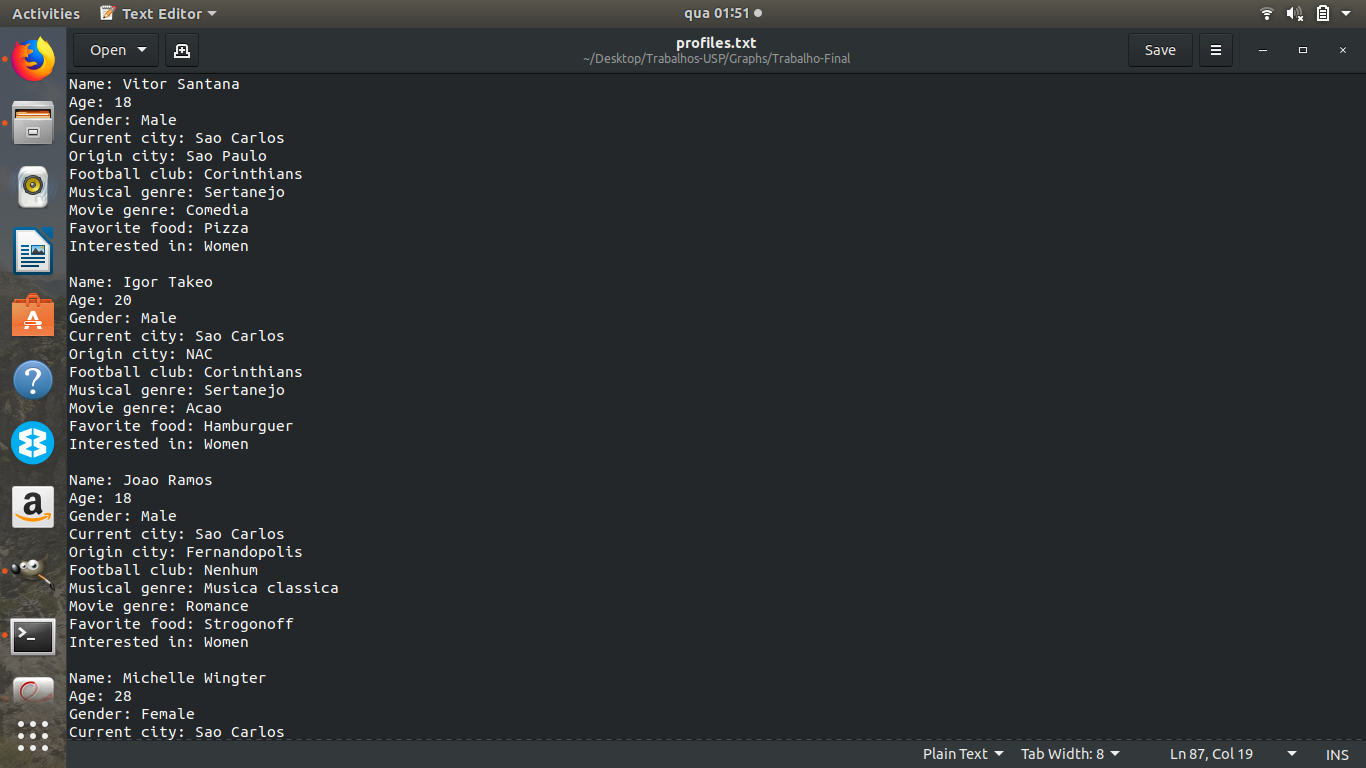 Activities Text Editor qua 01:51
Open profiles.txt Save
~/Desktop/Trabalhos-USP/Graphs/Trabalho-Final
Name: Vitor Santana
Age: 18
Gender: Male
Current city: Sao Carlos
Origin city: Sao Paulo
Football club: Corinthians
Musical genre: Sertanejo
Movie genre: Comedia
Favorite food: Pizza
Interested in: Women
Name: Igor Takeo
Age: 20
Gender: Male
Current city: Sao Carlos
Origin city: NAC
Football club: Corinthians
Musical genre: Sertanejo
Movie genre: Acao
Favorite food: Hamburguer
Interested in: Women
Name: Joao Ramos
Age: 18
Gender: Male
Current city: Sao Carlos
Origin city: Fernandopolis
Football club: Nenhum
Musical genre: Musica classica
Movie genre: Romance
Favorite food: Strogonoff
Interested in: Women
Name: Michelle Wingter
Age: 28
Gender: Female
Current city: Sao Carlos
Plain Text Tab Width: 8 Ln 87, Col 19 INS